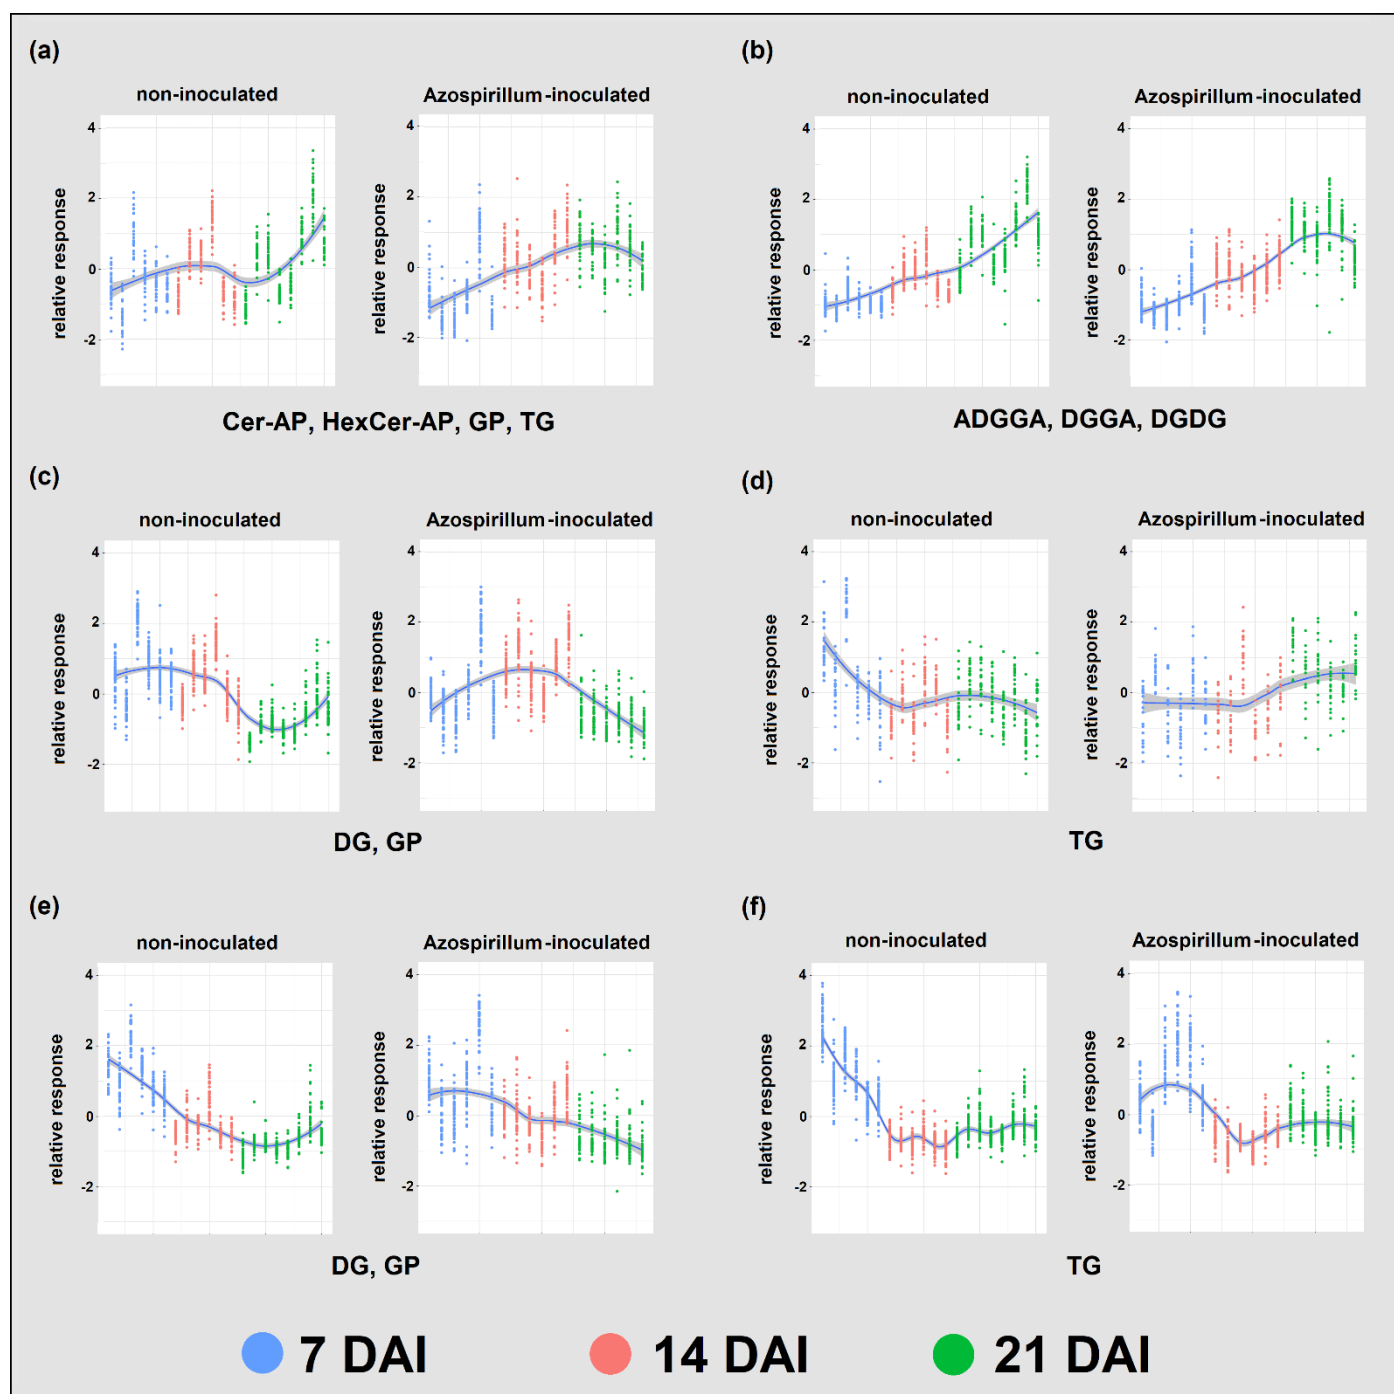 (a)
(b)
non-inoculated
Azospirillum-inoculated
non-inoculated
Azospirillum-inoculated
relative response
4
2
0
-2
relative response
4
2
0
-2
relative response
4
2
0
-2
relative response
4
2
0
-2
Cer-AP, HexCer-AP, GP, TG
ADGGA, DGGA, DGDG
(c)
(d)
non-inoculated
Azospirillum-inoculated
non-inoculated
Azospirillum-inoculated
relative response
4
2
0
-2
relative response
4
2
0
-2
relative response
4
2
0
-2
relative response
4
2
0
-2
DG, GP
TG
(e)
(f)
non-inoculated
Azospirillum-inoculated
non-inoculated
Azospirillum-inoculated
relative response
4
2
0
-2
relative response
4
2
0
-2
relative response
4
2
0
-2
relative response
4
2
0
-2
DG, GP
TG
7 DAI
14 DAI
21 DAI